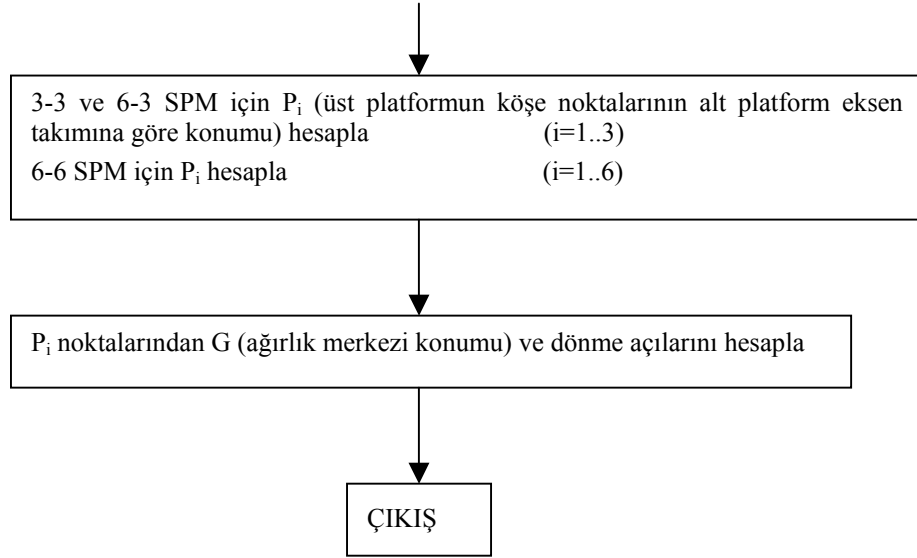 3-3 ve 6-3 SPM için Pi (üst platformun köşe noktalarının alt platform eksen
takımına göre konumu) hesapla (i=1..3)
6-6 SPM için Pi hesapla (i=1..6)
Pi noktalarından G (ağırlık merkezi konumu) ve dönme açılarını hesapla
ÇIKIŞ